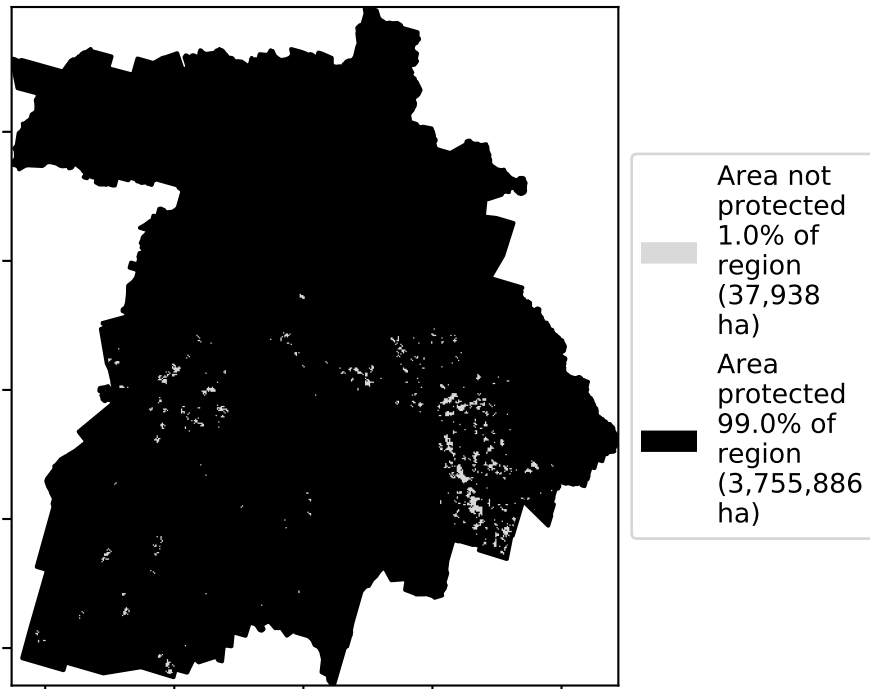 Area not
protected
1.0% of
region
(37,938
ha)
Area
protected
99.0% of
region
(3,755,886
ha)